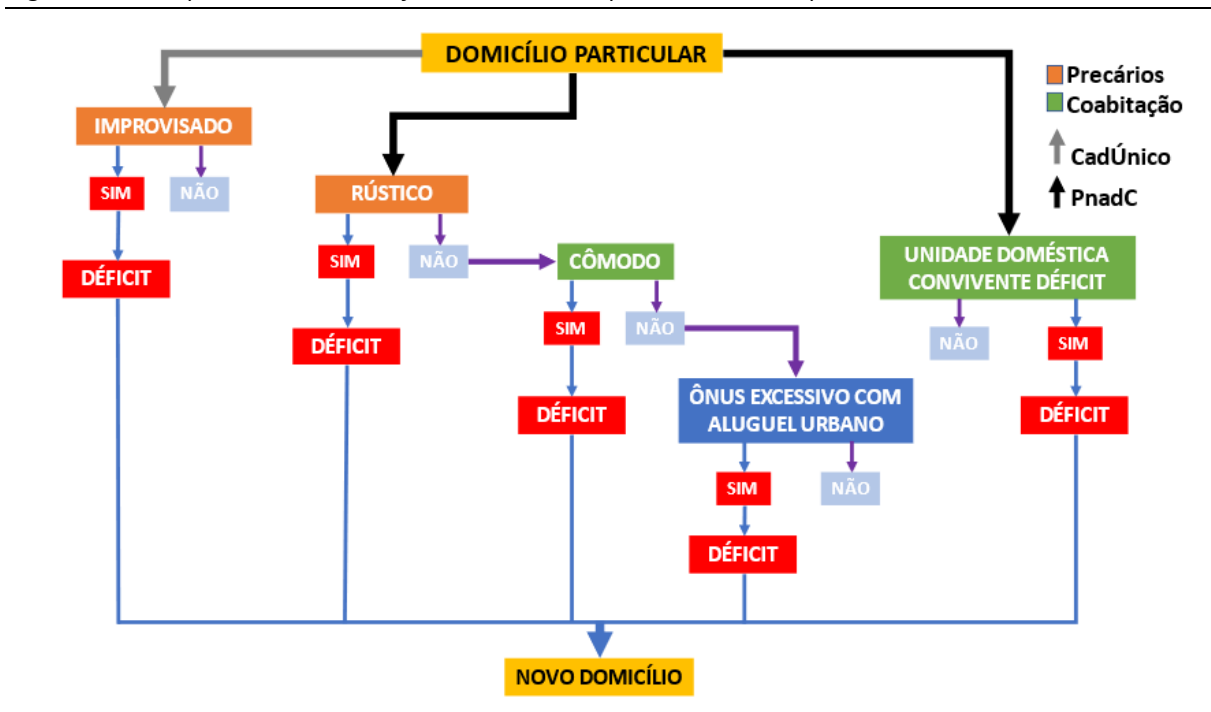 DOMICÍLIO PARTICULAR
Precários
Coabitação
CadÚnico
PnadC
IMPROVISADO
SIM
NÃO
DÉFICIT
RÚSTICO
SIM
NÃO
DÉFICIT
CÔMODO
SIM
NÃO
DÉFICIT
ÔNUS EXCESSIVO COM
ALUGUEL URBANO
SIM
NÃO
DÉFICIT
UNIDADE DOMÉSTICA
CONVIVENTE DÉFICIT
NÃO
SIM
DÉFICIT
NOVO DOMICÍLIO